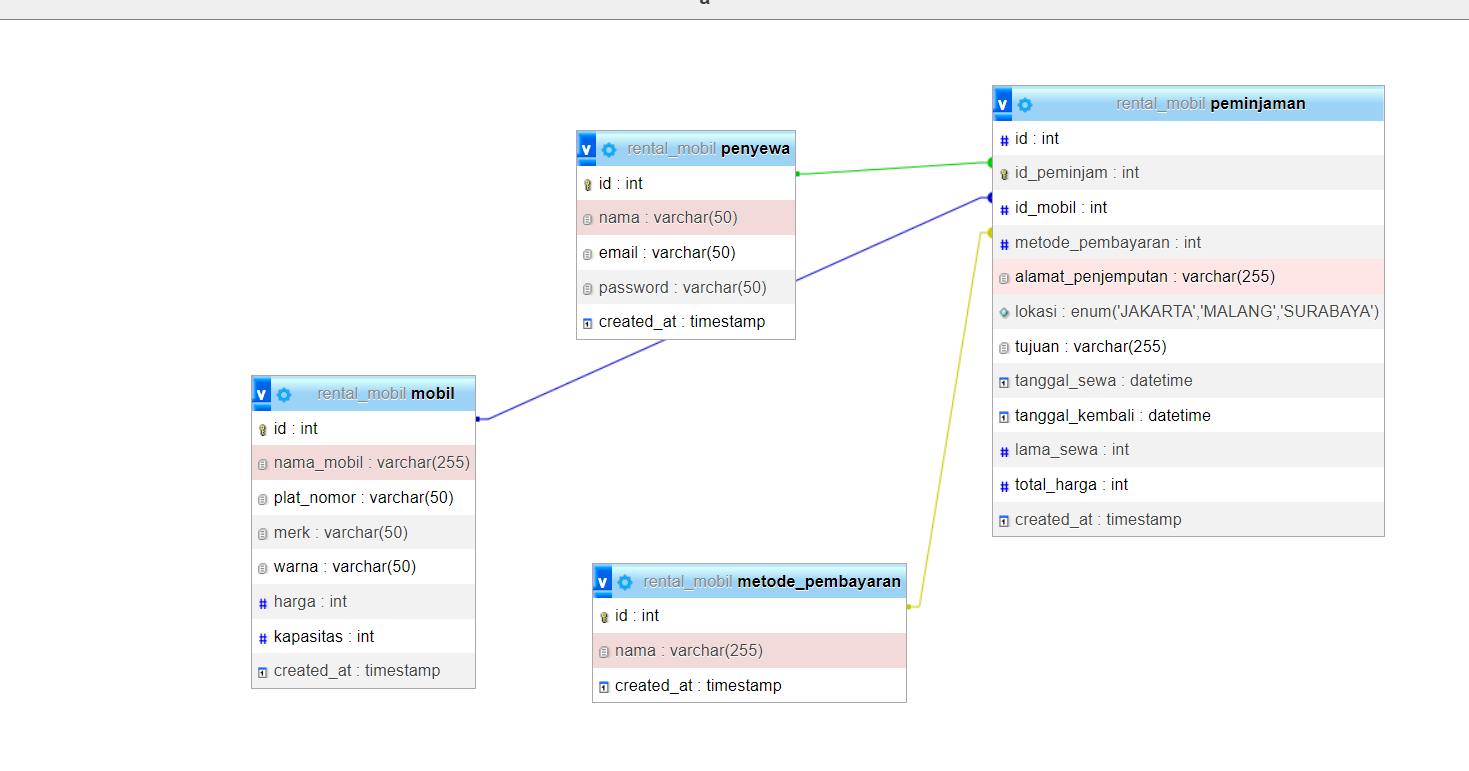 rental_mobil peminjaman
id : int
id_peminjam : int
id_mobil : int
metode_pembayaran : int
alamat_penjemputan : varchar(255)
lokasi : enum('JAKARTA','MALANG','SURABAYA')
tujuan : varchar(255)
tanggal_sewa : datetime
tanggal_kembali : datetime
lama_sewa : int
total_harga : int
created_at : timestamp
rental_mobil penyewa
id : int
nama : varchar(50)
email : varchar(50)
password : varchar(50)
created_at : timestamp
rental_mobil mobil
id : int
nama_mobil : varchar(255)
plat_nomor : varchar(50)
merk : varchar(50)
warna : varchar(50)
harga : int
kapasitas : int
created_at : timestamp
rental_mobil metode_pembayaran
id : int
nama : varchar(255)
created_at : timestamp